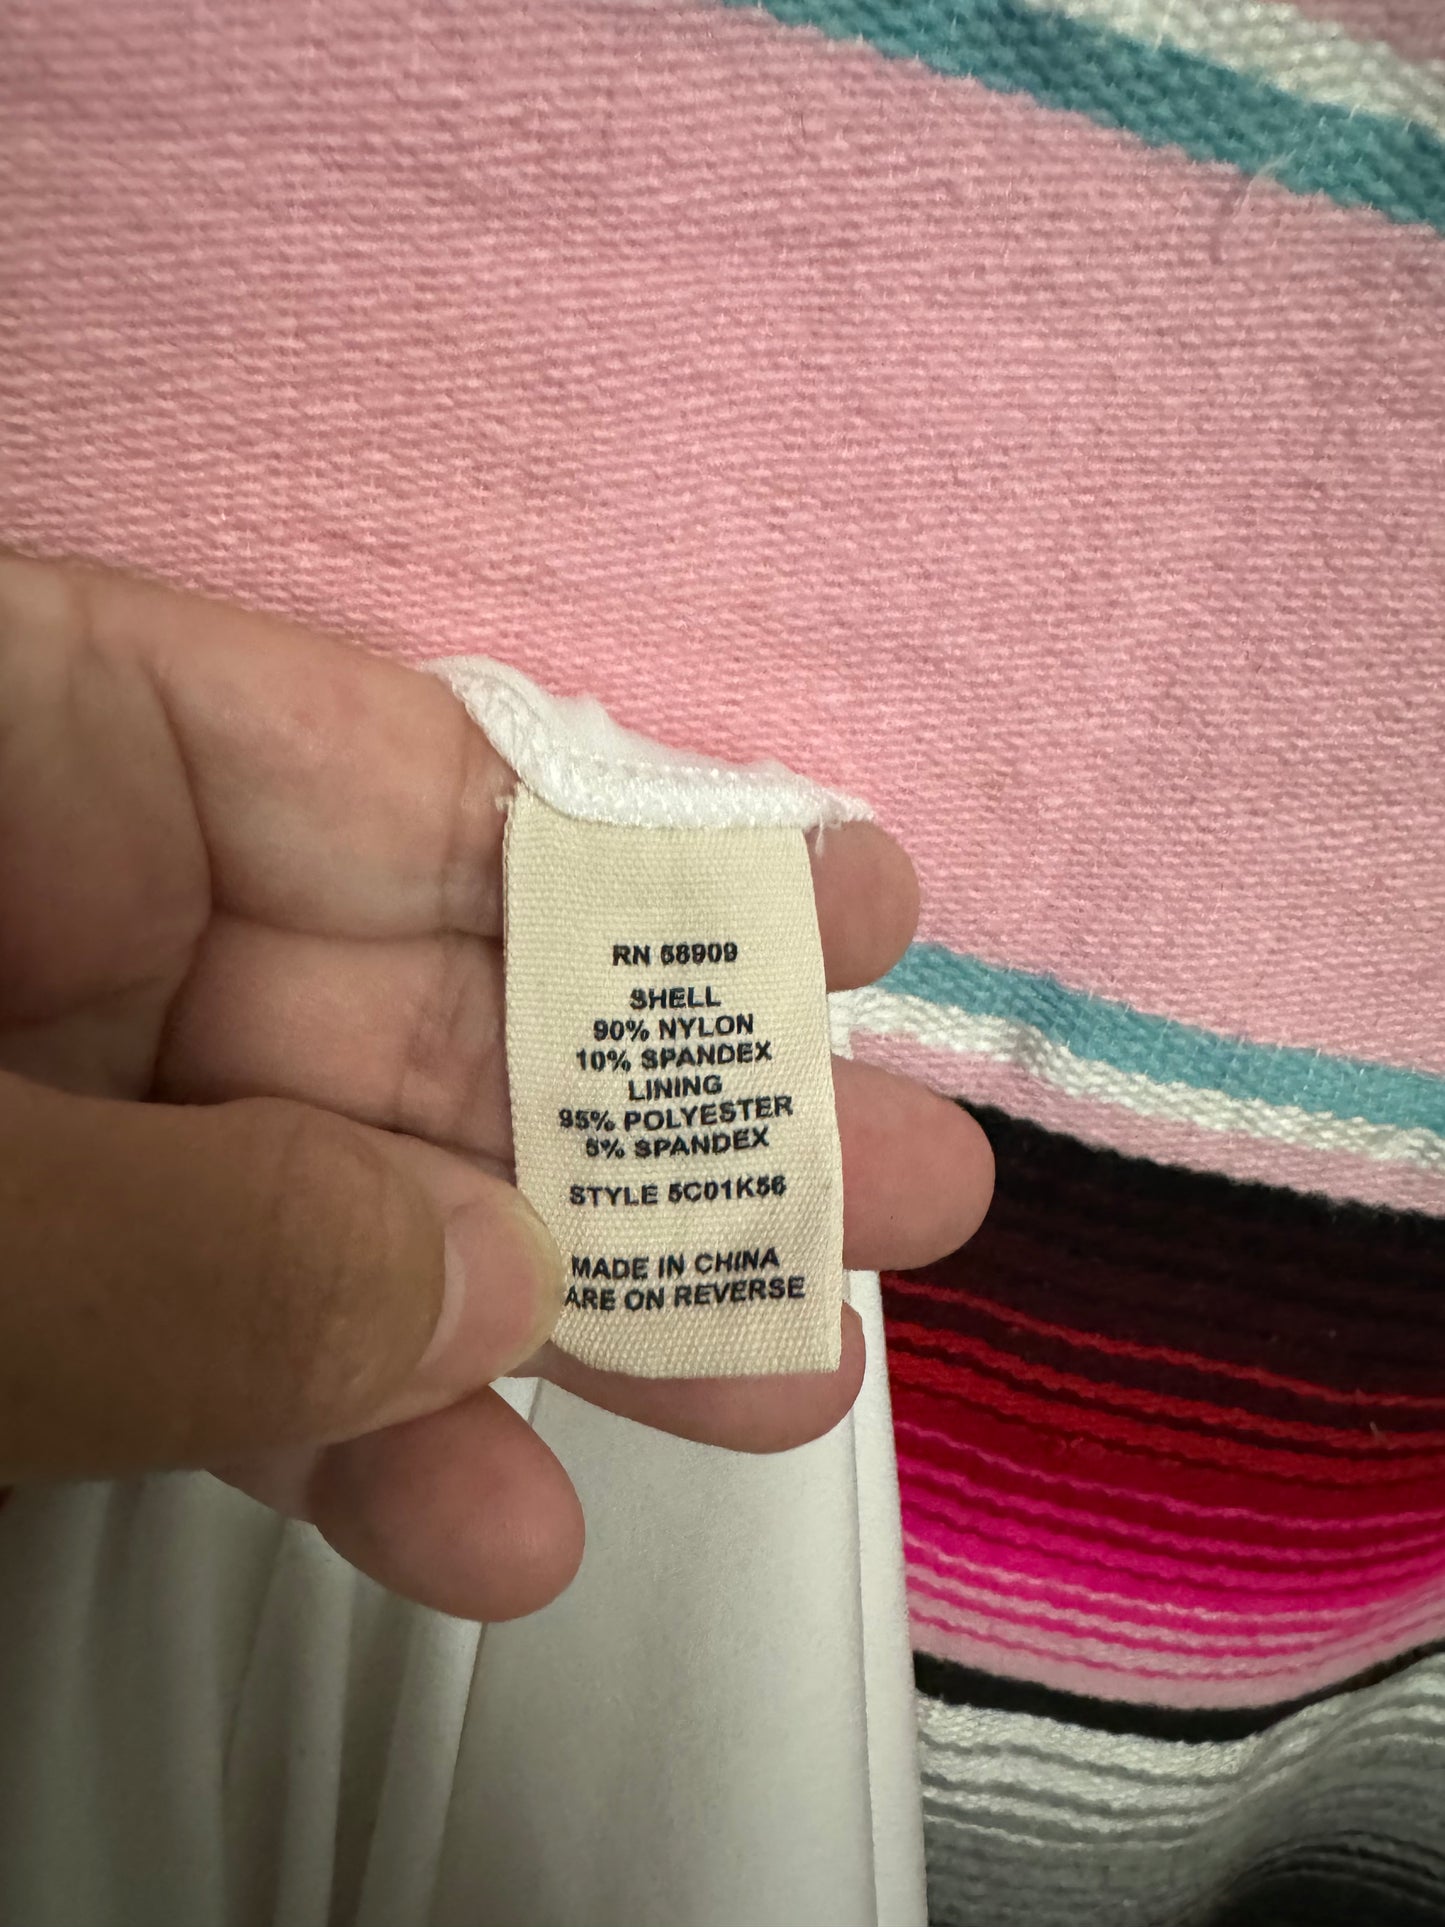 RN 58909
SHELL
90% NYLON
10% SPANDEX
LINING
95% POLYESTER
5% SPANDEX
STYLE 5C01K56
MADE IN CHINA
ARE ON REVERSE